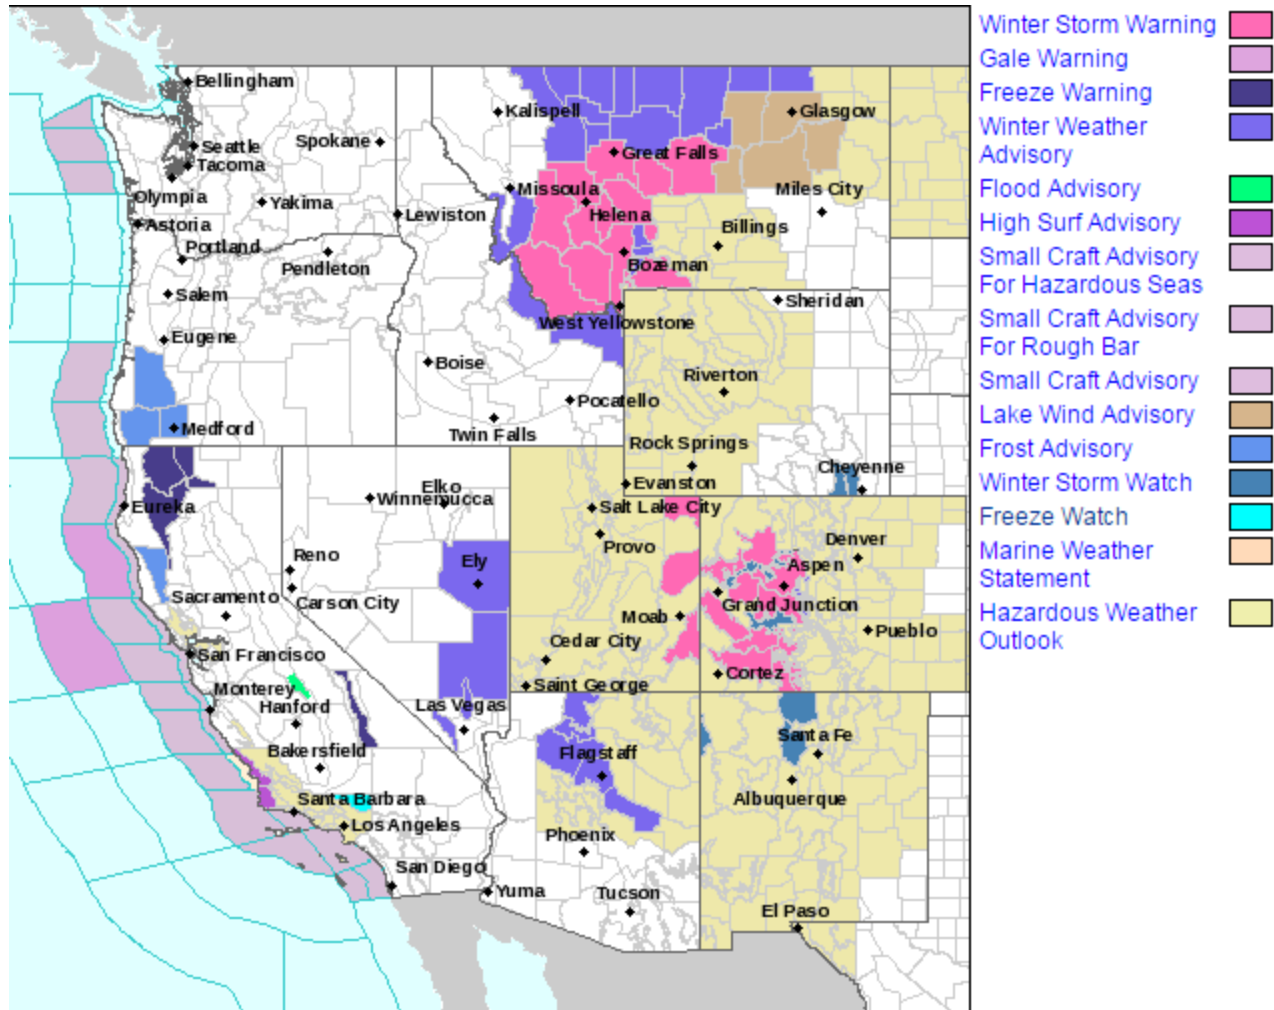 Winter Storm Warning
Gale Warning
Freeze Warning
Winter Weather
Advisory
Flood Advisory
High Surf Advisory
Small Craft Advisory
For Hazardous Seas
Small Craft Advisory
For Rough Bar
Small Craft Advisory
Lake Wind Advisory
Frost Advisory
Winter Storm Watch
Freeze Watch
Marine Weather
Statement
Hazardous Weather
Outlook
Bellingham
Kalispell
Glasgow
Seattle
Spokane
Great Falls
Tacoma
Olympia
Missoula
Miles City
Yakima
Helena
Lewiston
Astoria
Billings
Portland
Pendleton
Bozeman
Salem
Sheridan
West Yellowstone
Eugene
Boise
Riverton
Pocatello
Medford
Twin Falls
Rock Springs
Cheyenne
Evanston
Elko
Winnemucca
Eureka
Salt Lake City
Provo
Denver
Reno
Ely
Aspen
Sacramento
Carson City
Grand Junction
Moab
Pueblo
Cedar City
San Francisco
Cortez
Monterey
Saint George
Hanford
Las Vegas
Santa Fe
Bakersfield
Flagstaff
Santa Barbara
Albuquerque
Los Angeles
Phoenix
San Diego
Yuma
Tucson
El Paso